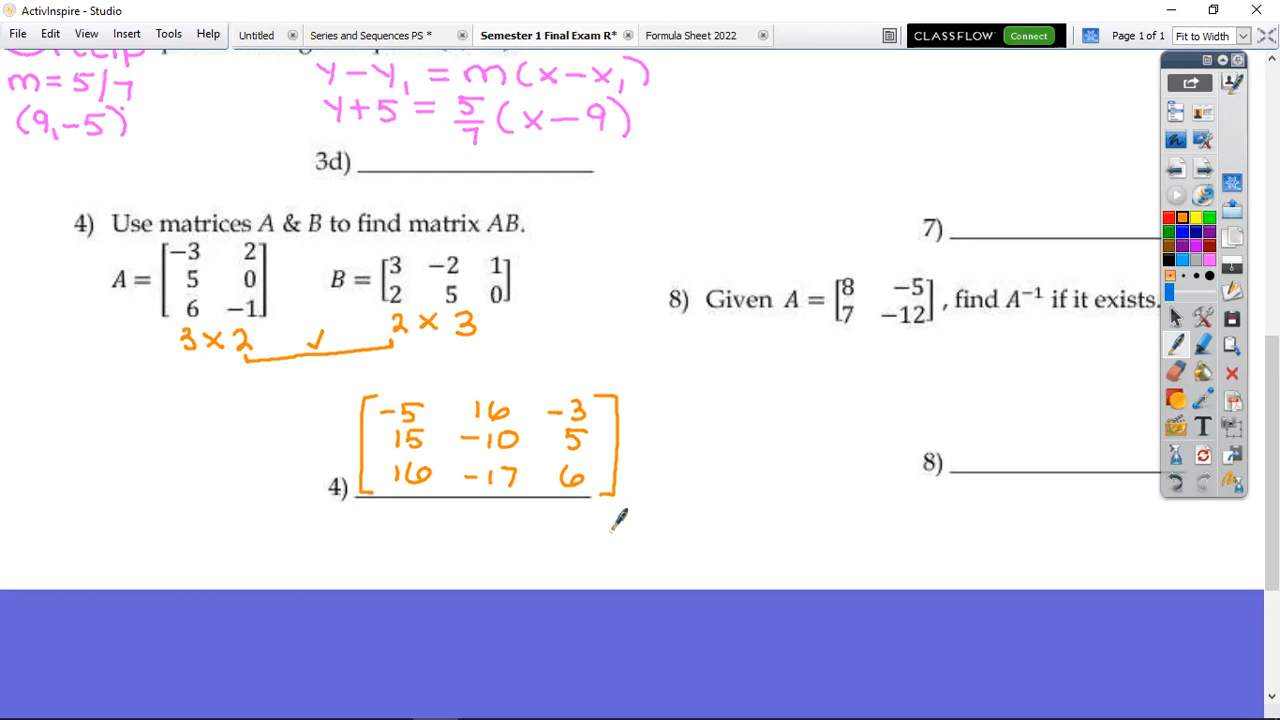 ActivInspire - Studio
File Edit View Insert Tools Help Untitled Series and Sequences PS * Semester 1 Final Exam R* Formula Sheet 2022 CLASSFLOW Connect Page 1 of 1 Fit to Width
m = 5/7
(9, -5)
y - y₁ = m(x - x₁)
y + 5 = 5/7 (x - 9)
3d)
4) Use matrices A & B to find matrix AB.
A = [-3 2
5 0
6 -1]
B = [3 -2 1
2 5 0]
3 × 2 ✓ 2 × 3
[-5 16 -3
15 -10 5
16 -17 6]
4)
7)
8) Given A = [8 -5
7 -12], find A⁻¹ if it exists.
8)